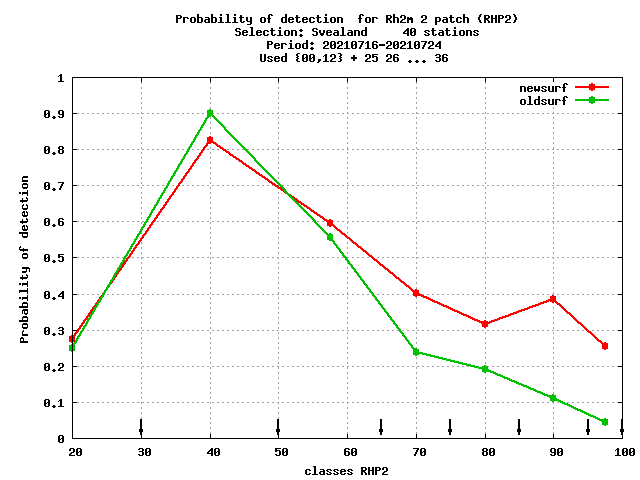 Probability of detection  for Rh2m 2 patch (RHP2)
Selection: Svealand     40 stations
Period: 20210716-20210724
Used {00,12} + 25 26 ... 36
newsurf
oldsurf
Probability of detection
1
0.9
0.8
0.7
0.6
0.5
0.4
0.3
0.2
0.1
0
20 30 40 50 60 70 80 90 100
classes RHP2